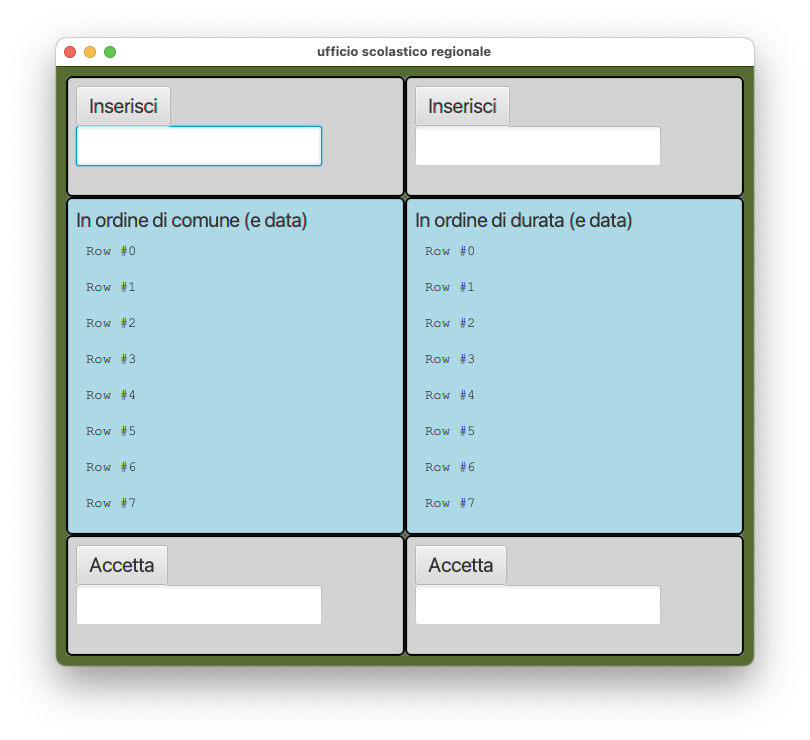 ufficio scolastico regionale
Inserisci
Inserisci
In ordine di comune (e data)
Row #0
Row #1
Row #2
Row #3
Row #4
Row #5
Row #6
Row #7
In ordine di durata (e data)
Row #0
Row #1
Row #2
Row #3
Row #4
Row #5
Row #6
Row #7
Accetta
Accetta